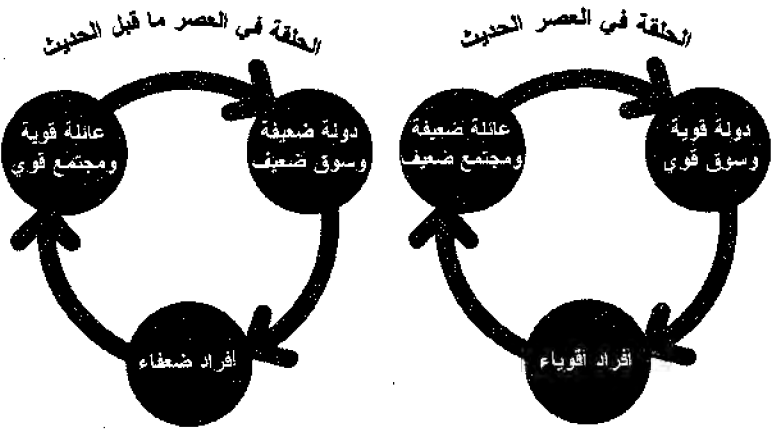 الحلقة في العصر الحديث
دولة قوية
وسوق قوي
عائلة ضعيفة
ومجتمع ضعيف
أفراد أقوياء
الحلقة في العصر ما قبل الحديث
دولة ضعيفة
وسوق ضعيف
عائلة قوية
ومجتمع قوي
إفراد ضعفاء